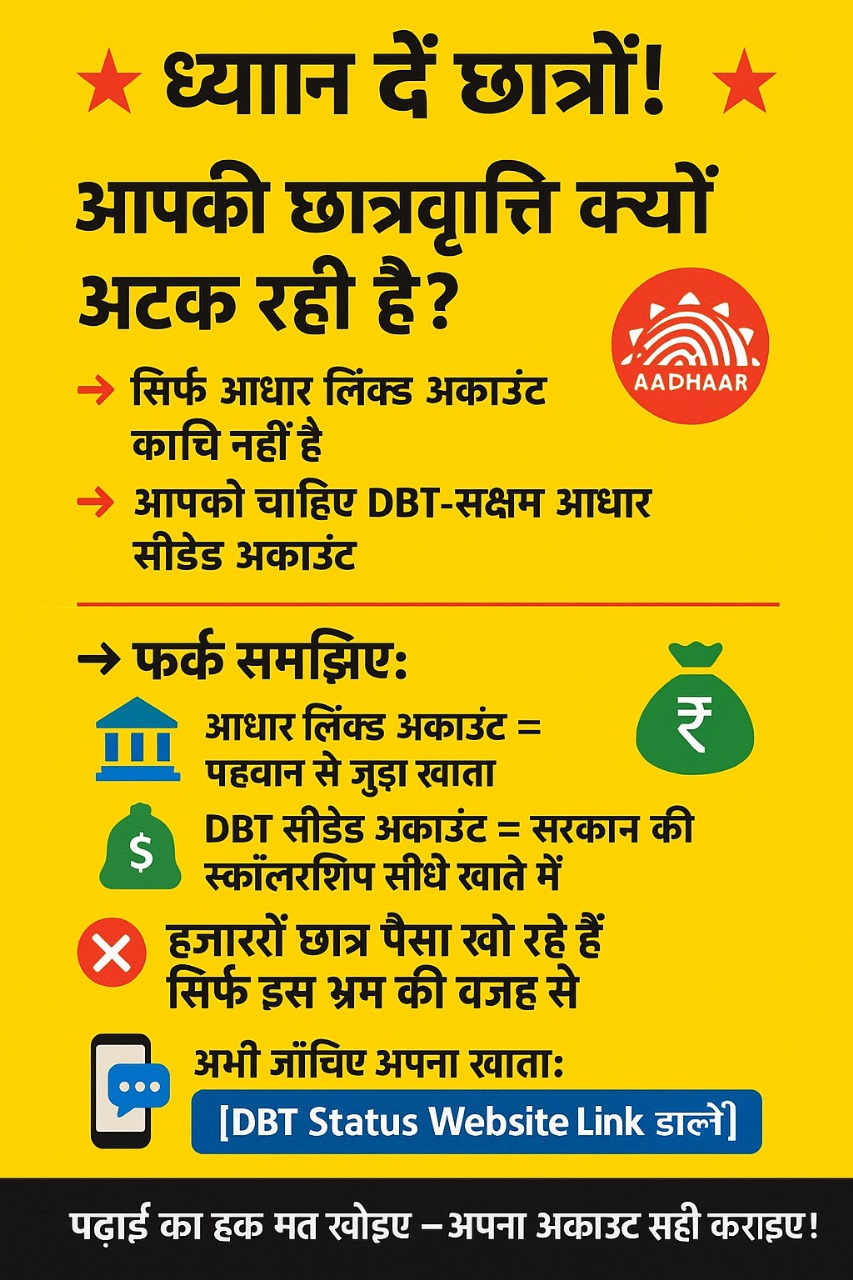 ध्याान दें छात्रों!
आपकी छात्रवृात्ति क्यों
अटक रही है?
AADHAAR
→ सिर्फ आधार लिंक्ड अकाउंट
काचि नहीं है
→ आपको चाहिए DBT-सक्षम आधार
सीडेड अकाउंट
→ फर्क समझिए:
आधार लिंक्ड अकाउंट =
पहवान से जुड़ा खाता
₹
DBT सीडेड अकाउंट = सरकान की
स्कॉलरशिप सीधे खाते में
$
हजाररों छात्र पैसा खो रहे हैं
सिर्फ इस भ्रम की वजह से
अभी जाँचिए अपना खाता:
[DBT Status Website Link डालें]
पढ़ाई का हक मत खोइए – अपना अकाउट सही कराइए!